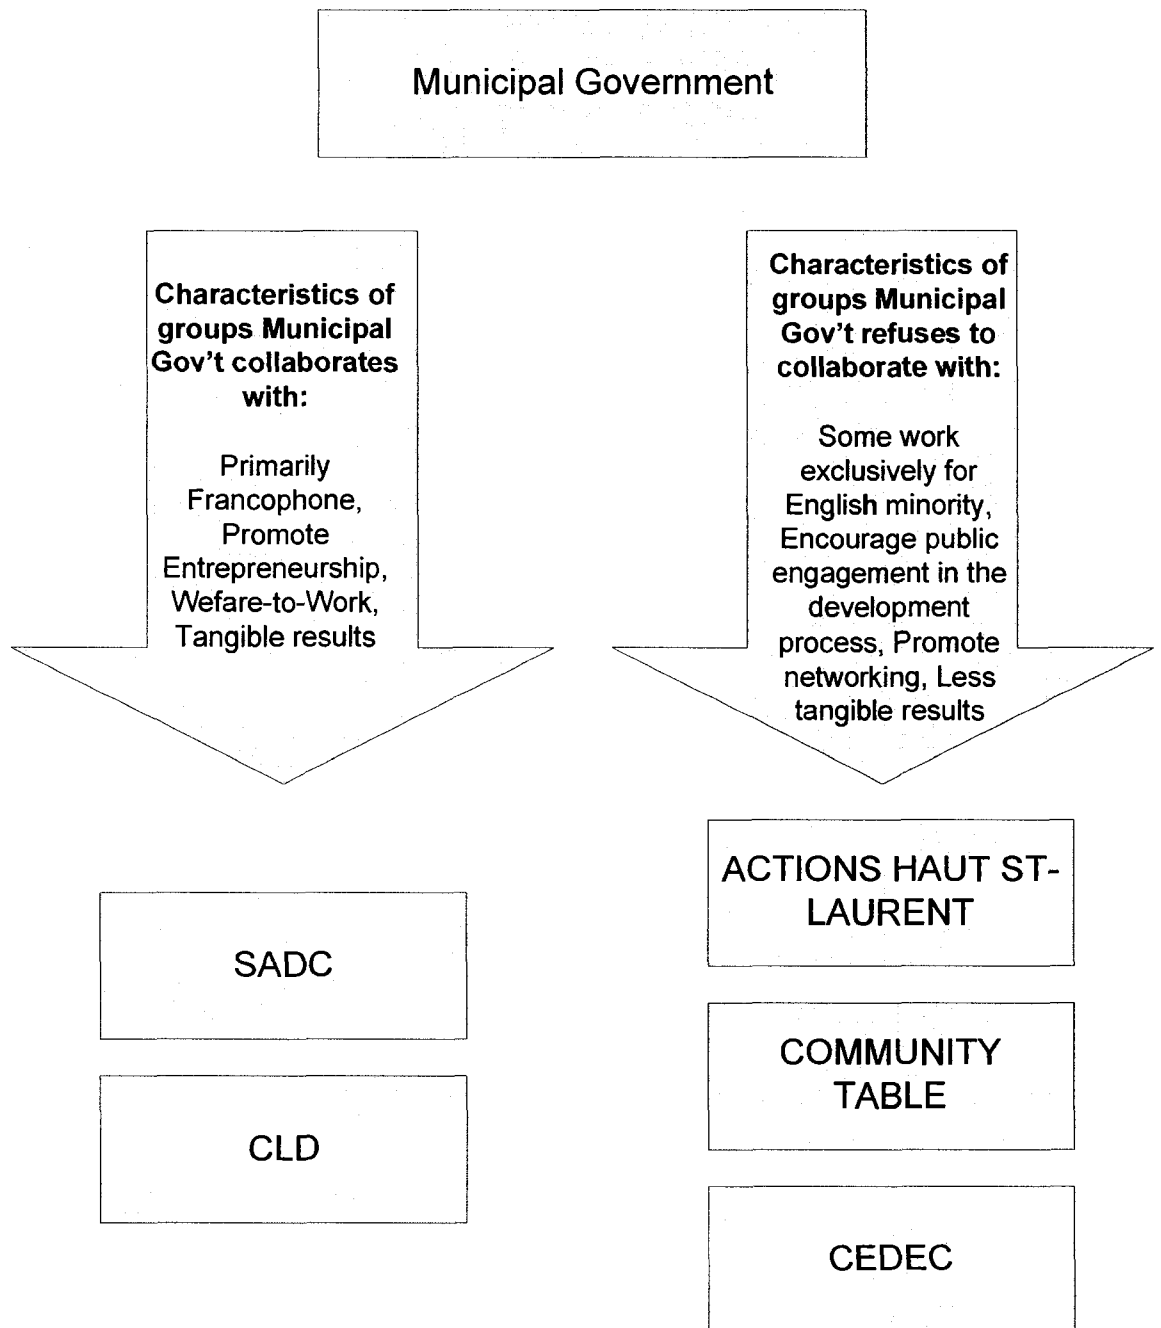 Municipal Government
Characteristics of
groups Municipal
Gov't collaborates
with:
Primarily
Francophone,
Promote
Entrepreneurship,
Wefare-to-Work,
Tangible results
SADC
CLD
Characteristics of
groups Municipal
Gov't refuses to
collaborate with:
Some work
exclusively for
English minority,
Encourage public
engagement in the
development
process, Promote
networking, Less
tangible results
ACTIONS HAUT ST-
LAURENT
COMMUNITY
TABLE
CEDEC